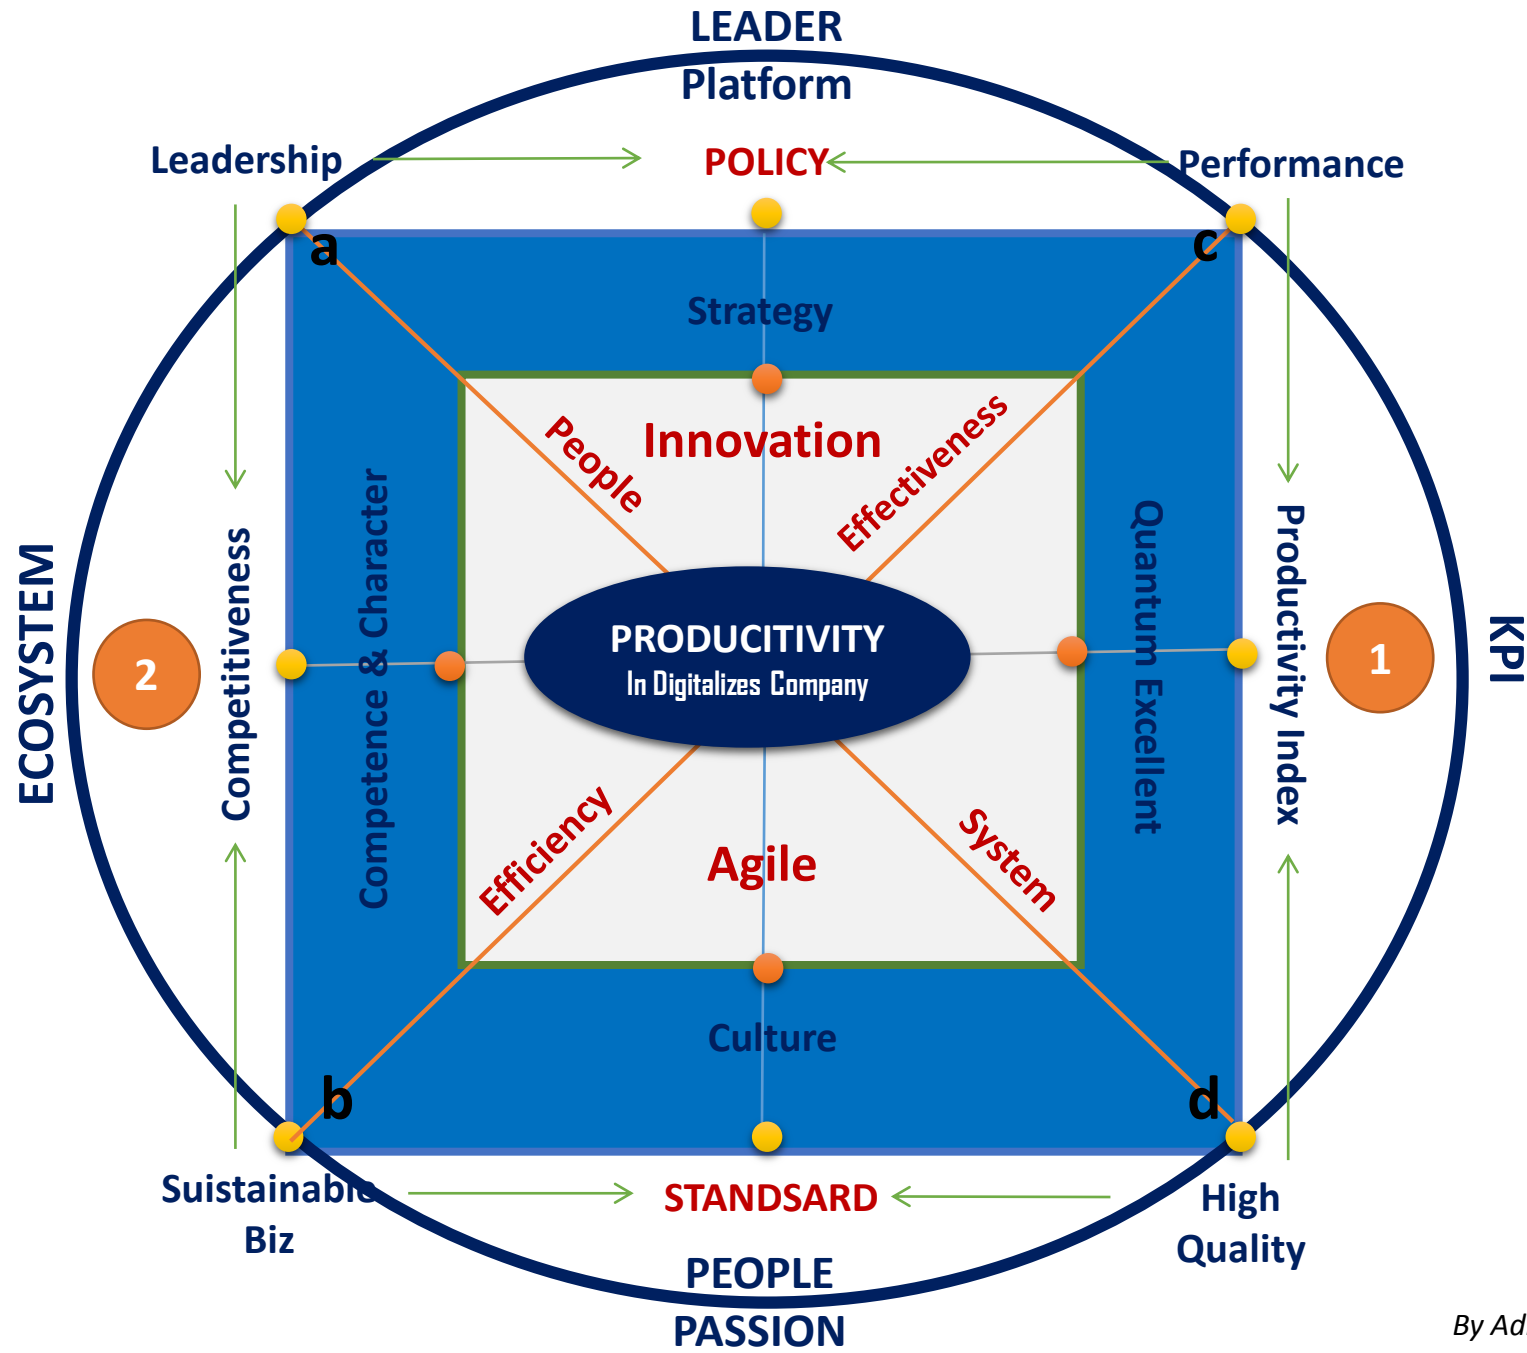 LEADER
Platform
Leadership
POLICY
Performance
a
c
Strategy
People
Innovation
Effectiveness
ECOSYSTEM
2
Competitiveness
Competence & Character
PRODUCITIVITY
In Digitalizes Company
Quantum Excellent
Productivity Index
1
KPI
Efficiency
Agile
System
Culture
b
d
Suistainable
Biz
STANDSARD
High
Quality
PEOPLE
PASSION
By